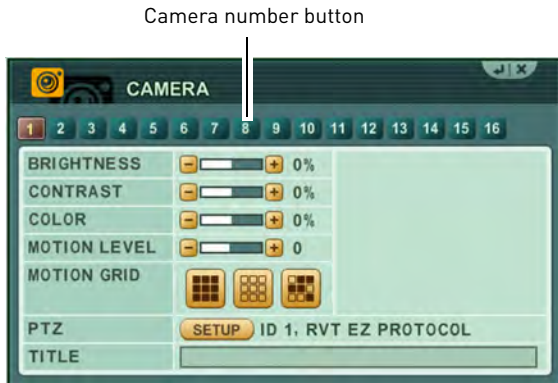 Camera number button
CAMERA
1 2 3 4 5 6 7 8 9 10 11 12 13 14 15 16
BRIGHTNESS - + 0%
CONTRAST - + 0%
COLOR - + 0%
MOTION LEVEL - + 0
MOTION GRID
PTZ SETUP ID 1, RVT EZ PROTOCOL
TITLE